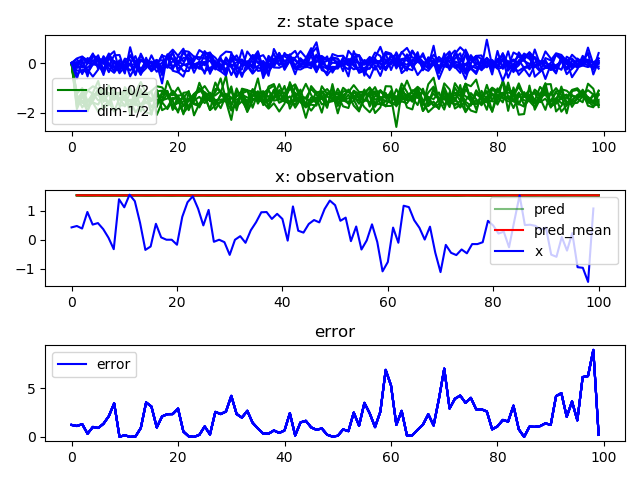 z: state space
0
−2
dim-0/2
dim-1/2
0 20 40 60 80 100
x: observation
1
0
−1
pred
pred_mean
x
0 20 40 60 80 100
error
5
0
error
0 20 40 60 80 100